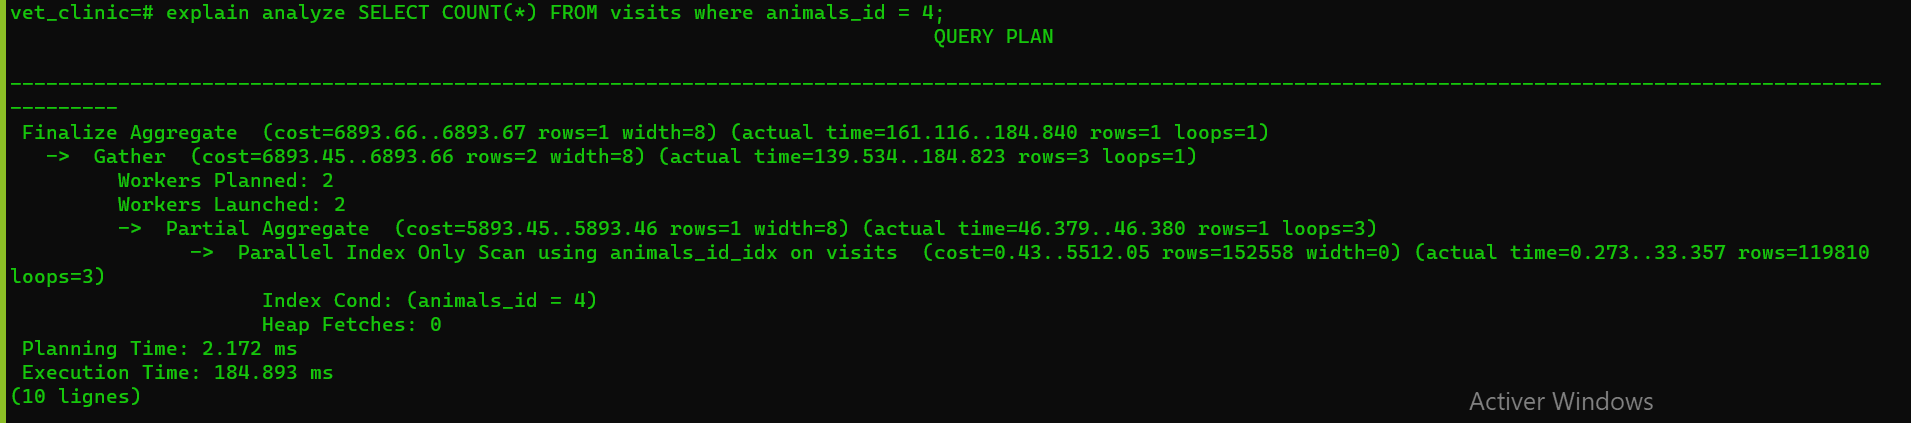 vet_clinic=# explain analyze SELECT COUNT(*) FROM visits where animals_id = 4;
QUERY PLAN
------------------------------------------------------------------------------------------------------------------------------------------------------------
---------
Finalize Aggregate  (cost=6893.66..6893.67 rows=1 width=8) (actual time=161.116..184.840 rows=1 loops=1)
->  Gather  (cost=6893.45..6893.66 rows=2 width=8) (actual time=139.534..184.823 rows=3 loops=1)
Workers Planned: 2
Workers Launched: 2
->  Partial Aggregate  (cost=5893.45..5893.46 rows=1 width=8) (actual time=46.379..46.380 rows=1 loops=3)
->  Parallel Index Only Scan using animals_id_idx on visits  (cost=0.43..5512.05 rows=152558 width=0) (actual time=0.273..33.357 rows=119810
loops=3)
Index Cond: (animals_id = 4)
Heap Fetches: 0
Planning Time: 2.172 ms
Execution Time: 184.893 ms
(10 lignes)
Activer Windows